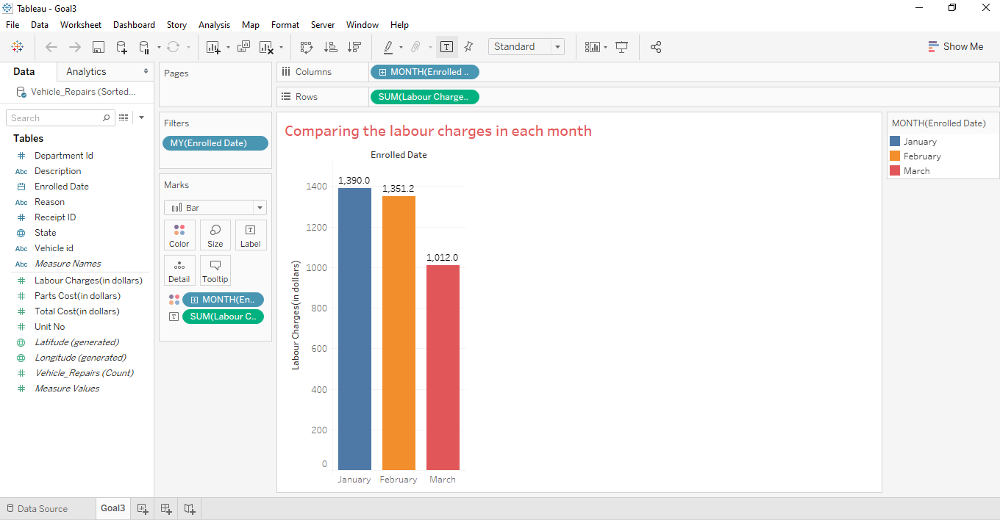 Tableau - Goal3
File Data Worksheet Dashboard Story Analysis Map Format Server Window Help
Standard
Show Me
Data
Analytics
Vehicle_Repairs (Sorted...
Search
Tables
Department Id
Abc Description
Enrolled Date
Abc Reason
Receipt ID
State
Abc Vehicle id
Abc Measure Names
Labour Charges(in dollars)
Parts Cost(in dollars)
Total Cost(in dollars)
Unit No
Latitude (generated)
Longitude (generated)
Vehicle_Repairs (Count)
Measure Values
Pages
Filters
MY(Enrolled Date)
Marks
Bar
Color Size T Label
Detail Tooltip
MONTH(En..
T SUM(Labour C..
Columns MONTH(Enrolled ..
Rows SUM(Labour Charge..
Comparing the labour charges in each month
Enrolled Date
Labour Charges(in dollars)
1400
1200
1000
800
600
400
200
0
1,390.0
1,351.2
1,012.0
January February March
MONTH(Enrolled Date)
January
February
March
Data Source Goal3